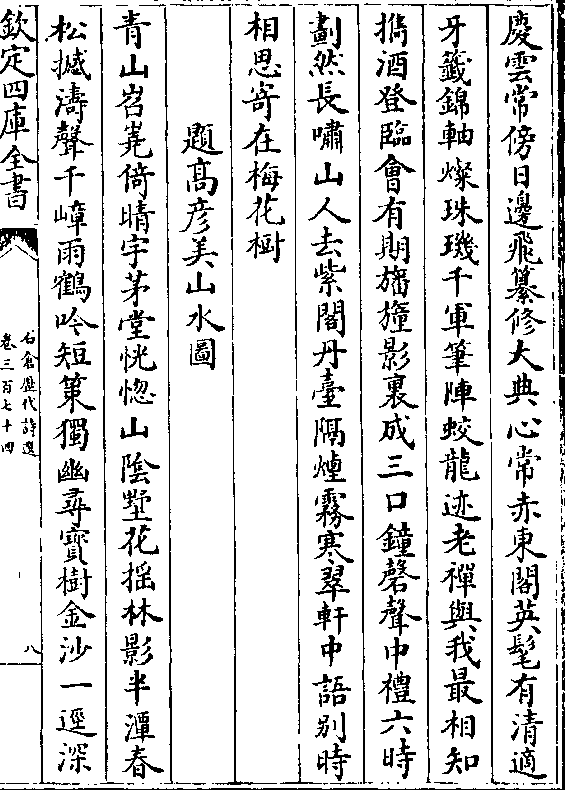 慶雲常傍日邊飛纂修大典心常赤東閣英髦有清適
牙籤錦軸燦珠璣千軍筆陣蛟龍迹老禪與我最相知
擕酒登臨會有期旛幢影裏成三口鐘磬聲中禮六時
劃然長嘯山人去紫閣丹臺隔煙霧寒翠軒中語别時
相思寄在梅花樹
題髙彦美山水圖
青山岧嶤倚晴宇茅堂恍惚山陰墅花摇林影半潭春
松撼濤聲千嶂雨鶴吟短策獨幽尋寳樹金沙一逕深
欽定四庫全書
石倉歴代詩選
卷三百七十四
八